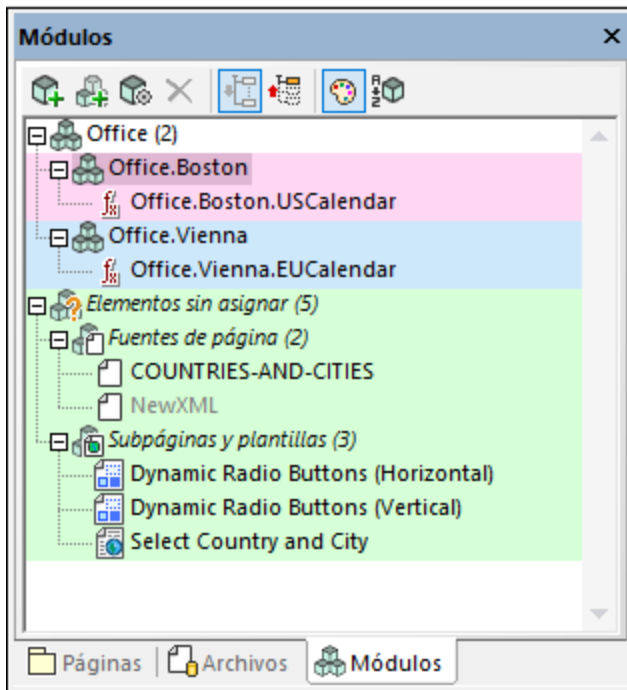 Módulos
Office (2)
Office.Boston
Office.Boston.USCalendar
Office.Vienna
Office.Vienna.EUCalendar
Elementos sin asignar (5)
Fuentes de página (2)
COUNTRIES-AND-CITIES
NewXML
Subpáginas y plantillas (3)
Dynamic Radio Buttons (Horizontal)
Dynamic Radio Buttons (Vertical)
Select Country and City
Páginas Archivos Módulos